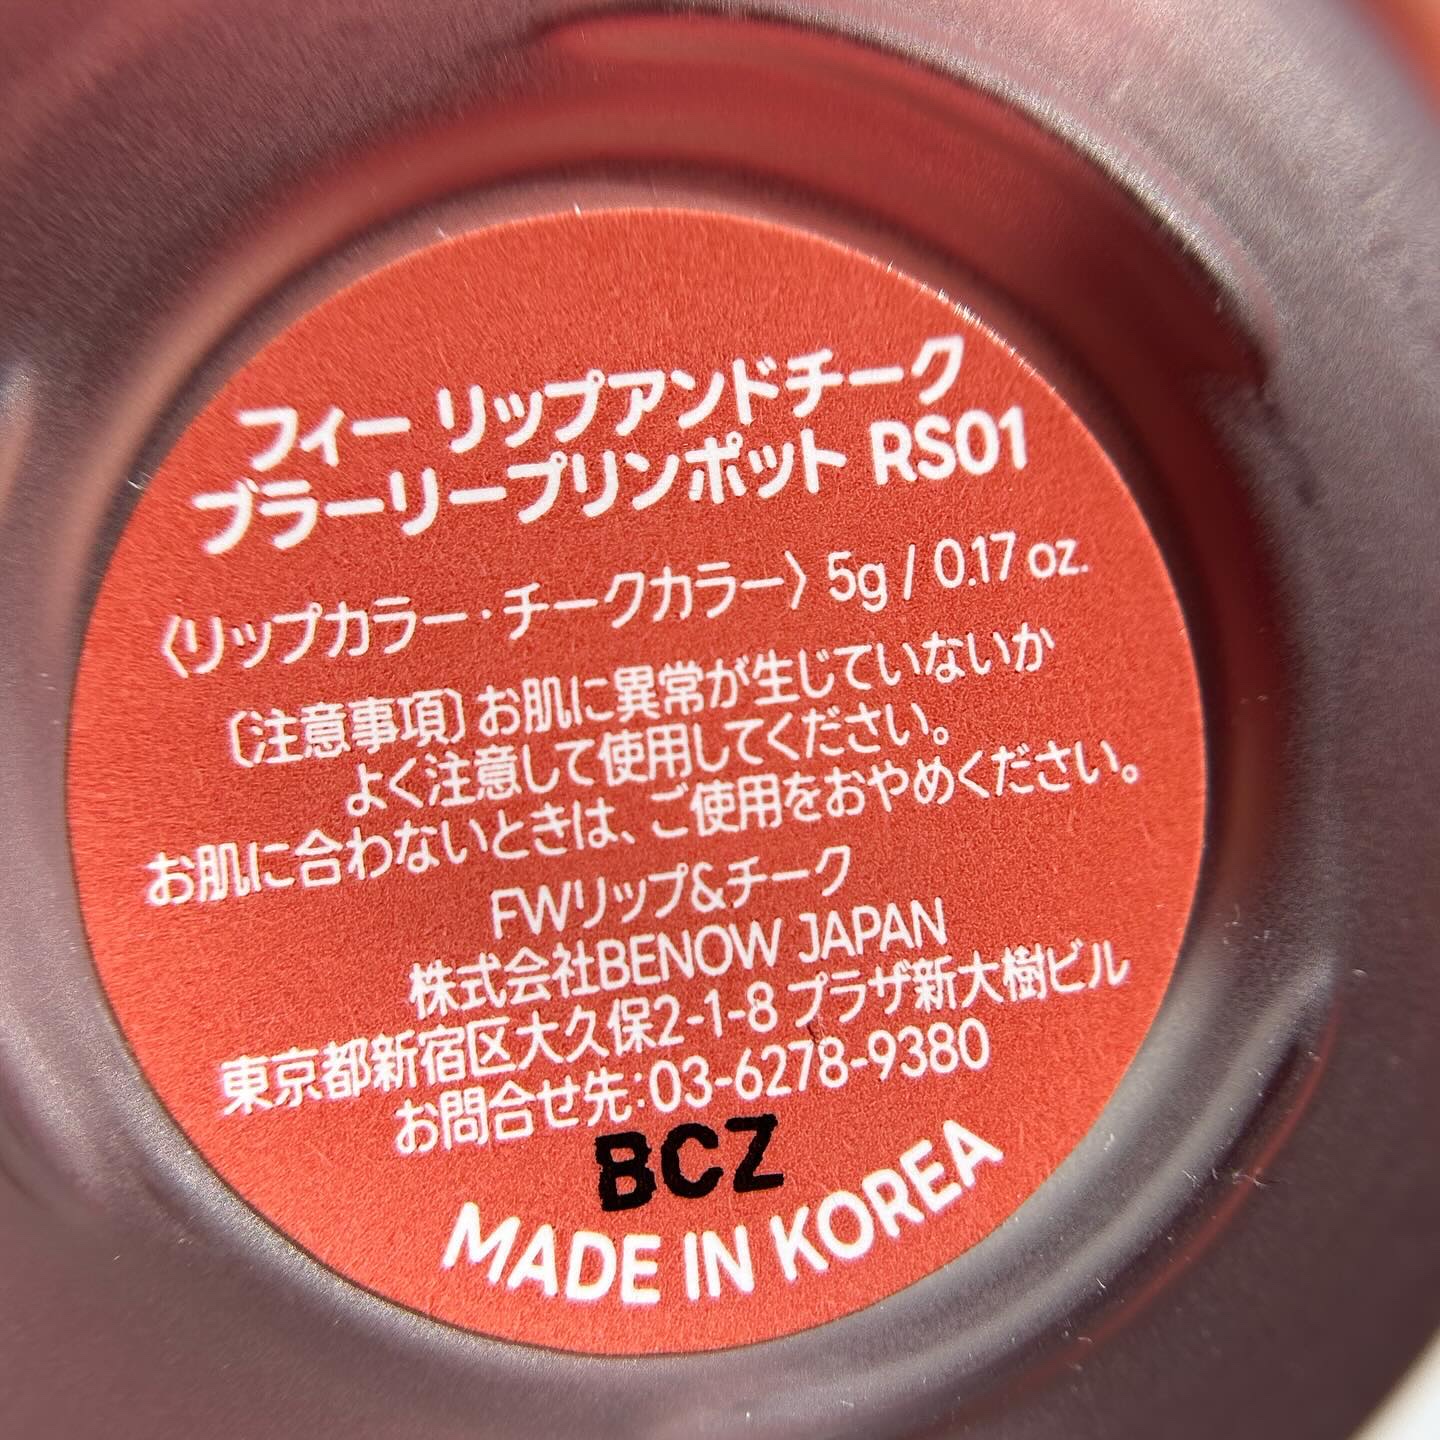 フィー リップアンドチーク
ブラーリープリンポット RS01
〈リップカラー・チークカラー〉5g / 0.17 oz.
〔注意事項〕お肌に異常が生じていないか
よく注意して使用してください。
お肌に合わないときは、ご使用をおやめください。
FWリップ&チーク
株式会社BENOW JAPAN
東京都新宿区大久保2-1-8 プラザ新大樹ビル
お問合せ先:03-6278-9380
BCZ
MADE IN KOREA